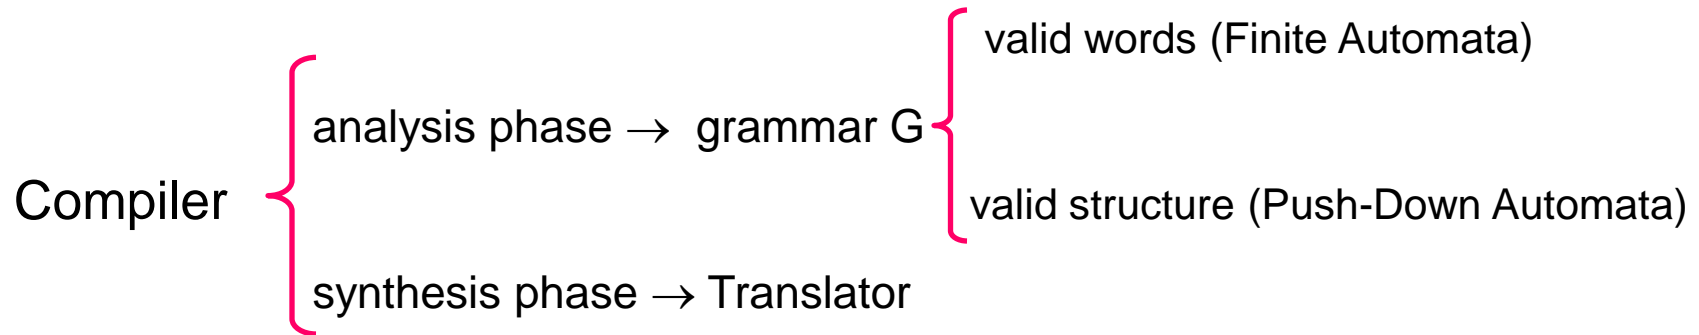 valid words (Finite Automata)
analysis phase → grammar G
Compiler
valid structure (Push-Down Automata)
synthesis phase → Translator